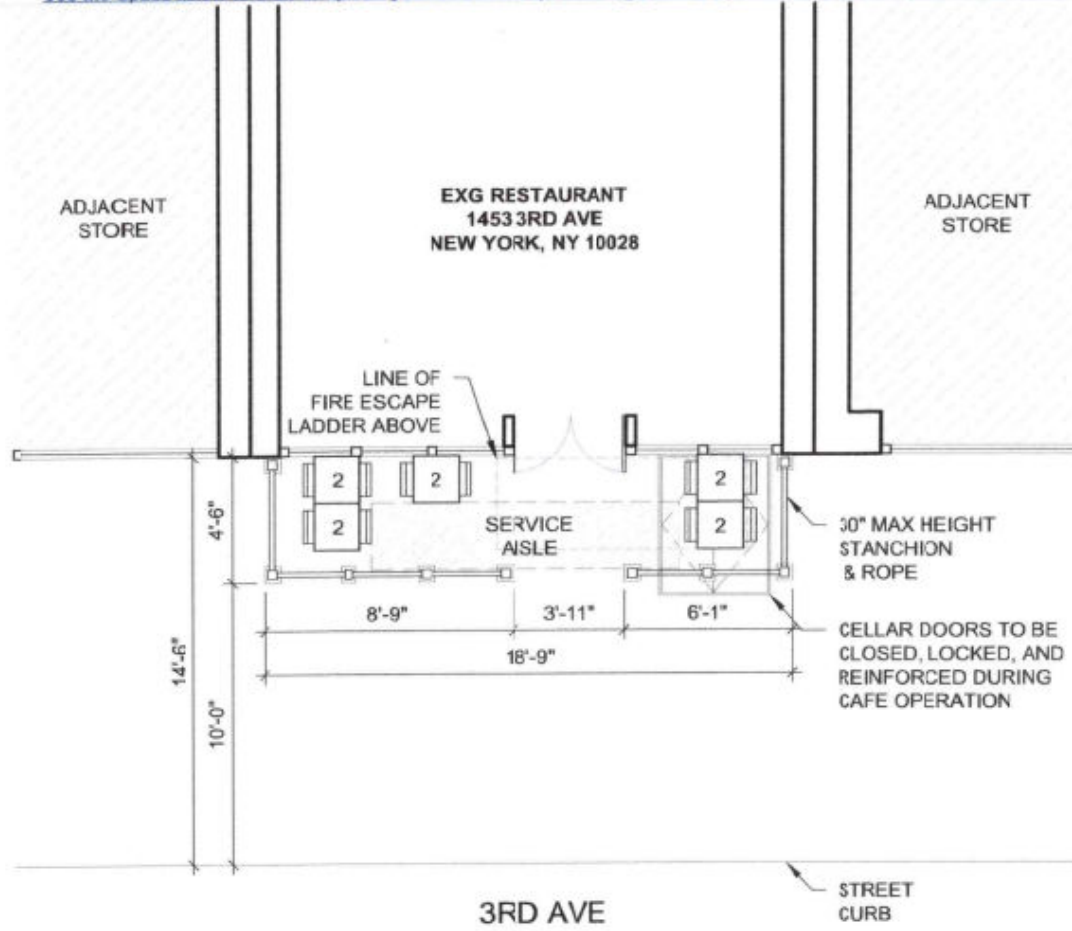 ADJACENT
STORE
EXG RESTAURANT
1453 3RD AVE
NEW YORK, NY 10028
ADJACENT
STORE
LINE OF
FIRE ESCAPE
LADDER ABOVE
2
2
2
2
2
SERVICE
AISLE
30" MAX HEIGHT
STANCHION
& ROPE
4'-6"
8'-9"
3'-11"
6'-1"
18'-9"
14'-6"
10'-0"
CELLAR DOORS TO BE
CLOSED, LOCKED, AND
REINFORCED DURING
CAFE OPERATION
3RD AVE
STREET
CURB